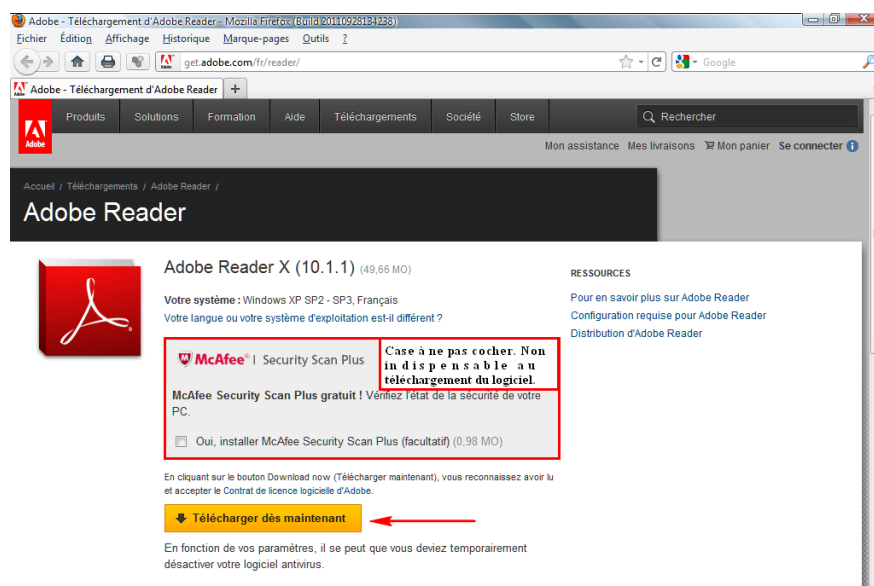 Adobe - Téléchargement d'Adobe Reader - Mozilla Firefox (Build 20110928134238)
Fichier Édition Affichage Historique Marque-pages Outils ?
get.adobe.com/fr/reader/
Google
Adobe - Téléchargement d'Adobe Reader
Adobe
Produits Solutions Formation Aide Téléchargements Société Store Rechercher
Mon assistance Mes livraisons Mon panier Se connecter
Accueil / Téléchargements / Adobe Reader /
Adobe Reader
Adobe Reader X (10.1.1) (49,66 MO)
Votre système : Windows XP SP2 - SP3, Français
Votre langue ou votre système d'exploitation est-il différent ?
McAfee® | Security Scan Plus
Case à ne pas cocher. Non
indispensable au
téléchargement du logiciel.
McAfee Security Scan Plus gratuit ! Vérifiez l'état de la sécurité de votre
PC.
Oui, installer McAfee Security Scan Plus (facultatif) (0,98 MO)
En cliquant sur le bouton Download now (Télécharger maintenant), vous reconnaissez avoir lu
et accepter le Contrat de licence logicielle d'Adobe.
Télécharger dès maintenant
En fonction de vos paramètres, il se peut que vous deviez temporairement
désactiver votre logiciel antivirus.
RESSOURCES
Pour en savoir plus sur Adobe Reader
Configuration requise pour Adobe Reader
Distribution d'Adobe Reader